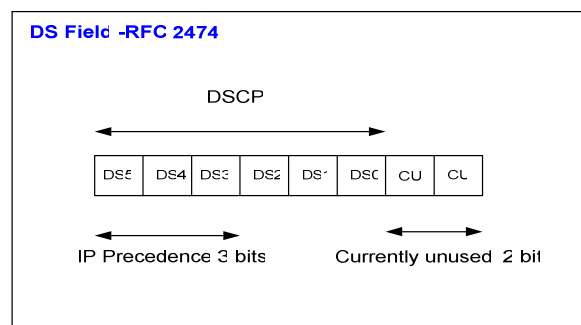 DS Field -RFC 2474
DSCP
DS5 DS4 DS3 DS2 DS1 DS0 CU CU
IP Precedence 3 bits Currently unused 2 bit